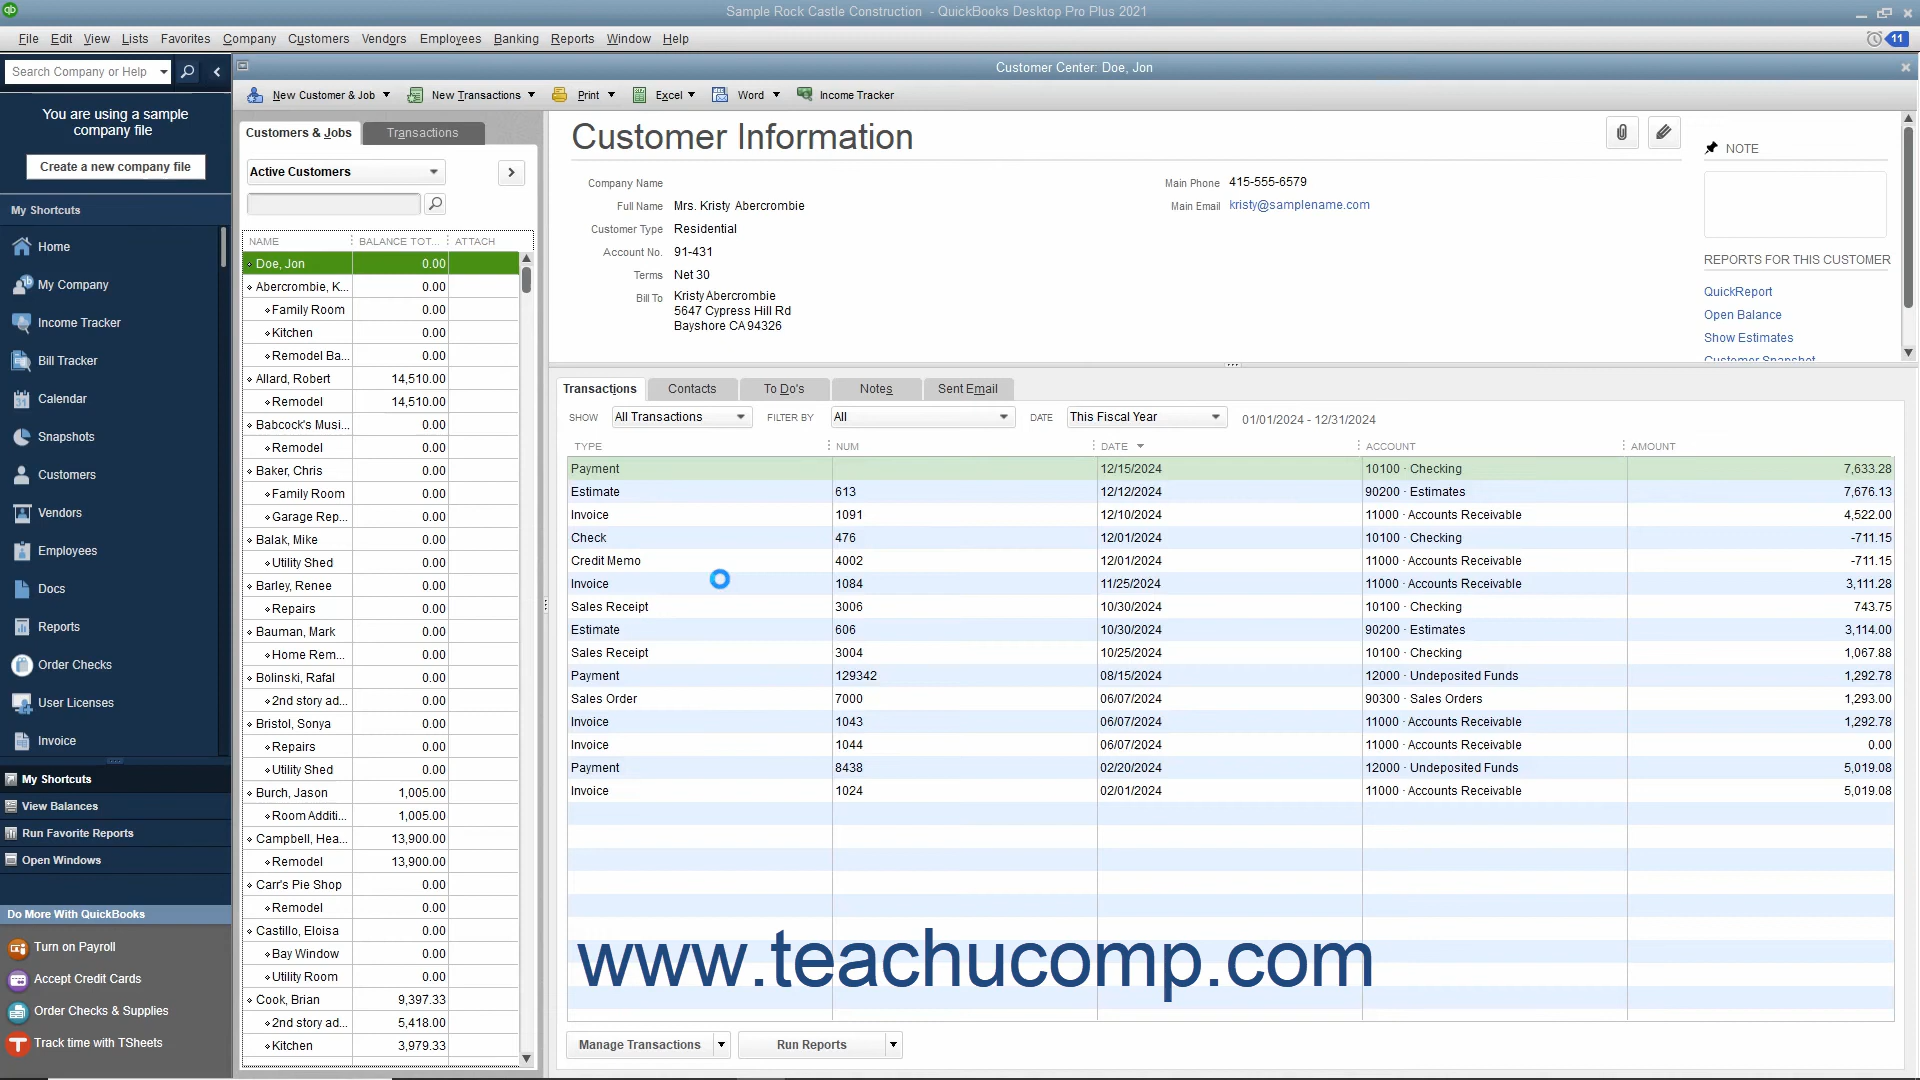 Sample Rock Castle Construction - QuickBooks Desktop Pro Plus 2021
File Edit View Lists Favorites Company Customers Vendors Employees Banking Reports Window Help
11
Search Company or Help
Customer Center: Doe, Jon
You are using a sample
company file
Create a new company file
My Shortcuts
Home
My Company
Income Tracker
Bill Tracker
Calendar
Snapshots
Customers
Vendors
Employees
Docs
Reports
Order Checks
User Licenses
Invoice
My Shortcuts
View Balances
Run Favorite Reports
Open Windows
Do More With QuickBooks
Turn on Payroll
Accept Credit Cards
Order Checks & Supplies
Track time with TSheets
New Customer & Job New Transactions Print Excel Word Income Tracker
Customers & Jobs Transactions
Active Customers
NAME BALANCE TOT... ATTACH
Doe, Jon 0.00
Abercrombie, K... 0.00
Family Room 0.00
Kitchen 0.00
Remodel Ba... 0.00
Allard, Robert 14,510.00
Remodel 14,510.00
Babcock's Musi... 0.00
Remodel 0.00
Baker, Chris 0.00
Family Room 0.00
Garage Rep... 0.00
Balak, Mike 0.00
Utility Shed 0.00
Barley, Renee 0.00
Repairs 0.00
Bauman, Mark 0.00
Home Rem... 0.00
Bolinski, Rafal 0.00
2nd story ad... 0.00
Bristol, Sonya 0.00
Repairs 0.00
Utility Shed 0.00
Burch, Jason 1,005.00
Room Additi... 1,005.00
Campbell, Hea... 13,900.00
Remodel 13,900.00
Carr's Pie Shop 0.00
Remodel 0.00
Castillo, Eloisa 0.00
Bay Window 0.00
Utility Room 0.00
Cook, Brian 9,397.33
2nd story ad... 5,418.00
Kitchen 3,979.33
Customer Information
Company Name
Full Name Mrs. Kristy Abercrombie
Customer Type Residential
Account No. 91-431
Terms Net 30
Bill To Kristy Abercrombie
5647 Cypress Hill Rd
Bayshore CA 94326
Main Phone 415-555-6579
Main Email kristy@samplename.com
NOTE
REPORTS FOR THIS CUSTOMER
QuickReport
Open Balance
Show Estimates
Customer Snapshot
Transactions Contacts To Do's Notes Sent Email
SHOW All Transactions FILTER BY All DATE This Fiscal Year 01/01/2024 - 12/31/2024
TYPE NUM DATE ACCOUNT AMOUNT
Payment 12/15/2024 10100 · Checking 7,633.28
Estimate 613 12/12/2024 90200 · Estimates 7,676.13
Invoice 1091 12/10/2024 11000 · Accounts Receivable 4,522.00
Check 476 12/01/2024 10100 · Checking -711.15
Credit Memo 4002 12/01/2024 11000 · Accounts Receivable -711.15
Invoice 1084 11/25/2024 11000 · Accounts Receivable 3,111.28
Sales Receipt 3006 10/30/2024 10100 · Checking 743.75
Estimate 606 10/30/2024 90200 · Estimates 3,114.00
Sales Receipt 3004 10/25/2024 10100 · Checking 1,067.88
Payment 129342 08/15/2024 12000 · Undeposited Funds 1,292.78
Sales Order 7000 06/07/2024 90300 · Sales Orders 1,293.00
Invoice 1043 06/07/2024 11000 · Accounts Receivable 1,292.78
Invoice 1044 06/07/2024 11000 · Accounts Receivable 0.00
Payment 8438 02/20/2024 12000 · Undeposited Funds 5,019.08
Invoice 1024 02/01/2024 11000 · Accounts Receivable 5,019.08
www.teachucomp.com
Manage Transactions Run Reports